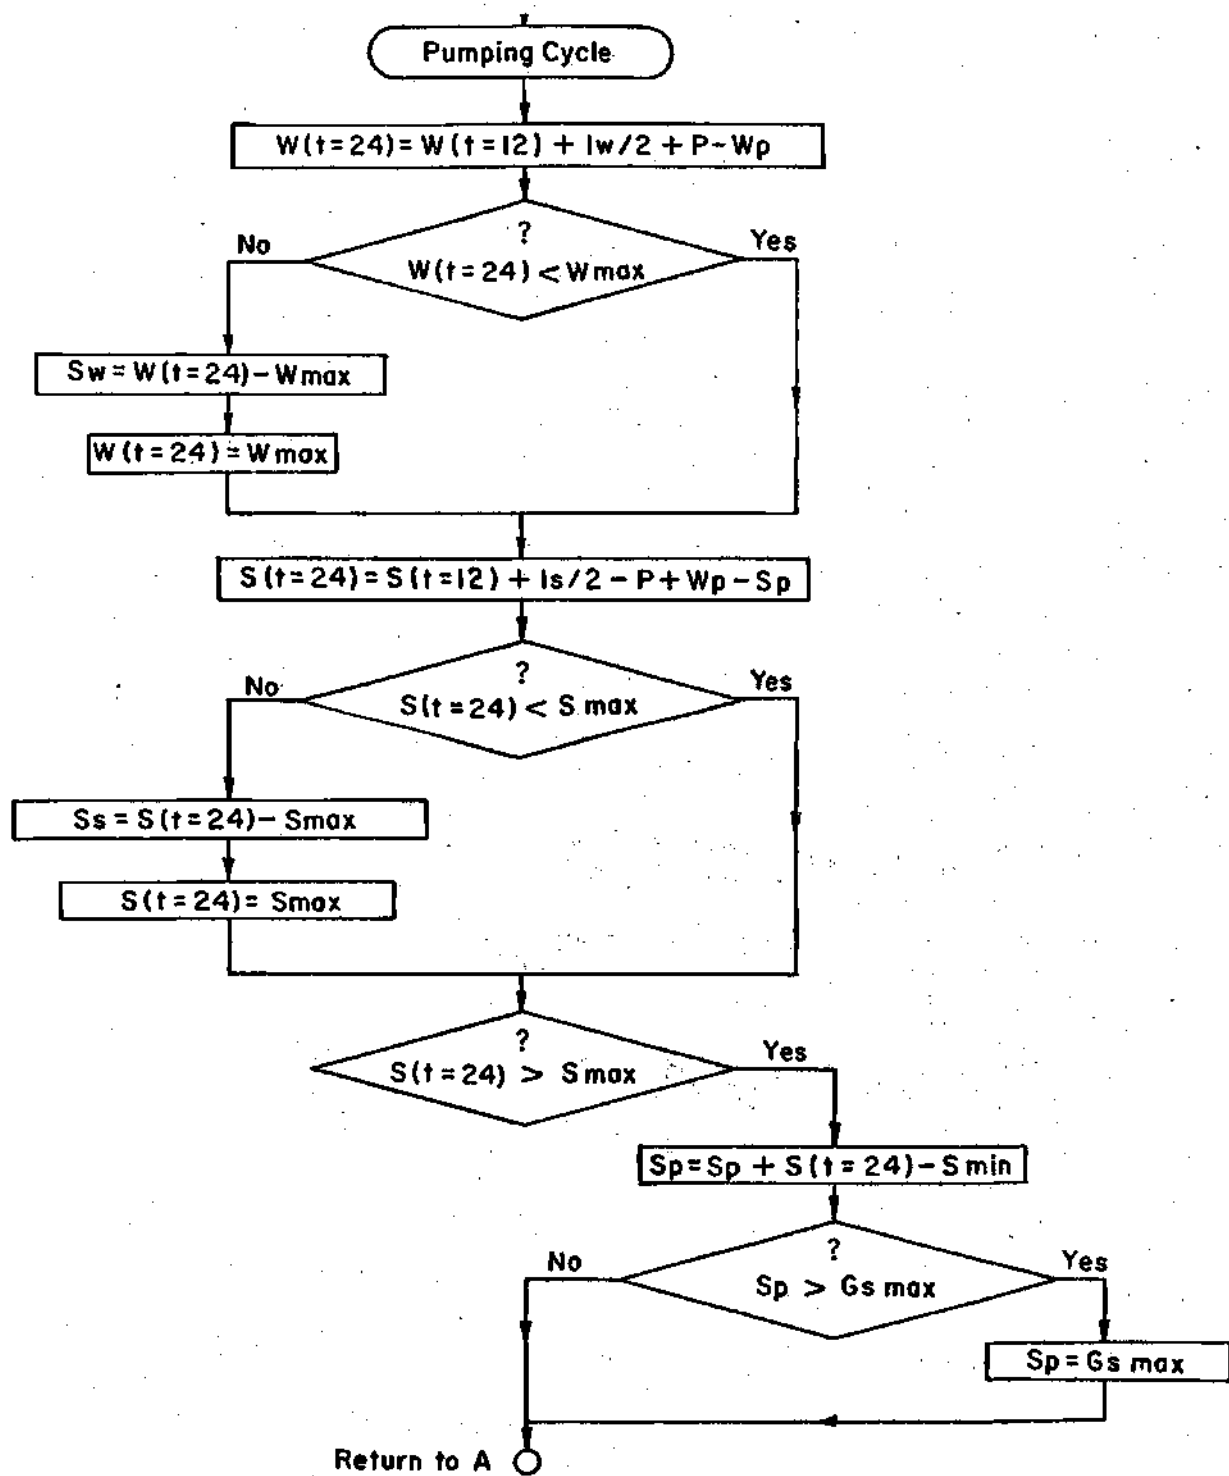 Pumping Cycle
W(t=24)= W(t=12) + Iw/2 + P-Wp
?
No
Yes
W(t=24) < Wmax
Sw=W(t=24)-Wmax
W(t=24)=Wmax
S(t=24)=S(t=12) + Is/2 - P + Wp - Sp
?
No
Yes
S(t=24) < Smax
Ss = S(t=24) - Smax
S(t=24) = Smax
?
Yes
S(t=24) > Smax
Sp=Sp + S(t=24)-Smin
?
No
Yes
Sp > Gs max
Sp=Gs max
Return to A